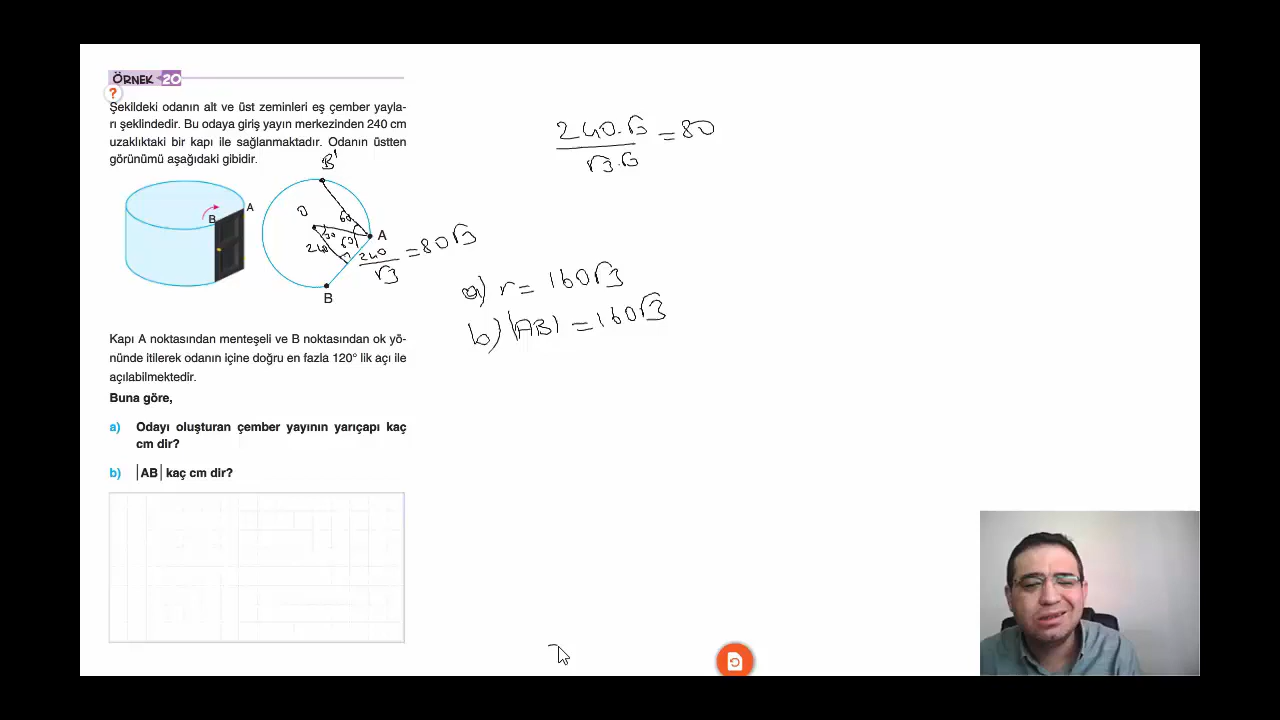 ÖRNEK 20
?
Şekildeki odanın alt ve üst zeminleri eş çember yayla-
rı şeklindedir. Bu odaya giriş yayın merkezinden 240 cm
uzaklıktaki bir kapı ile sağlanmaktadır. Odanın üstten
görünümü aşağıdaki gibidir.
B'
A
B
O
60
30
60
A
240
240/√3 = 80√3
B
240.√3 / √3.√3 = 80
a) r = 160√3
b) |AB| = 160√3
Kapı A noktasından menteşeli ve B noktasından ok yö-
nünde itilerek odanın içine doğru en fazla 120° lik açı ile
açılabilmektedir.
Buna göre,
a) Odayı oluşturan çember yayının yarıçapı kaç
cm dir?
b) |AB| kaç cm dir?